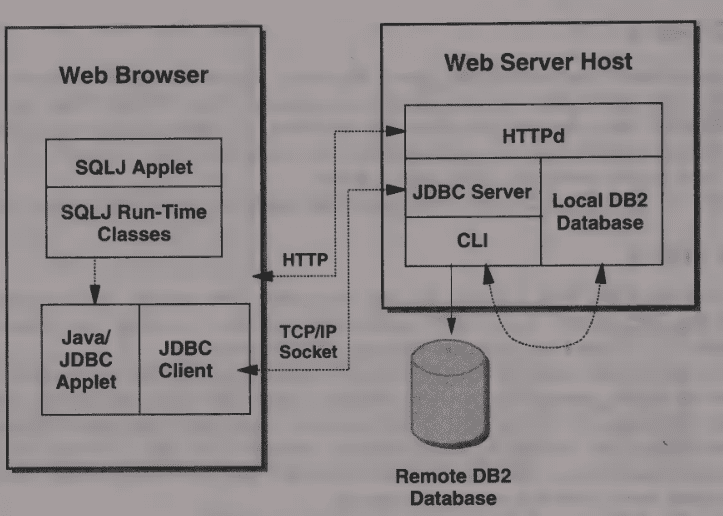 Web Browser
SQLJ Applet
SQLJ Run-Time
Classes
Java/
JDBC
Applet
JDBC
Client
HTTP
TCP/IP
Socket
Web Server Host
HTTPd
JDBC Server
CLI
Local DB2
Database
Remote DB2
Database